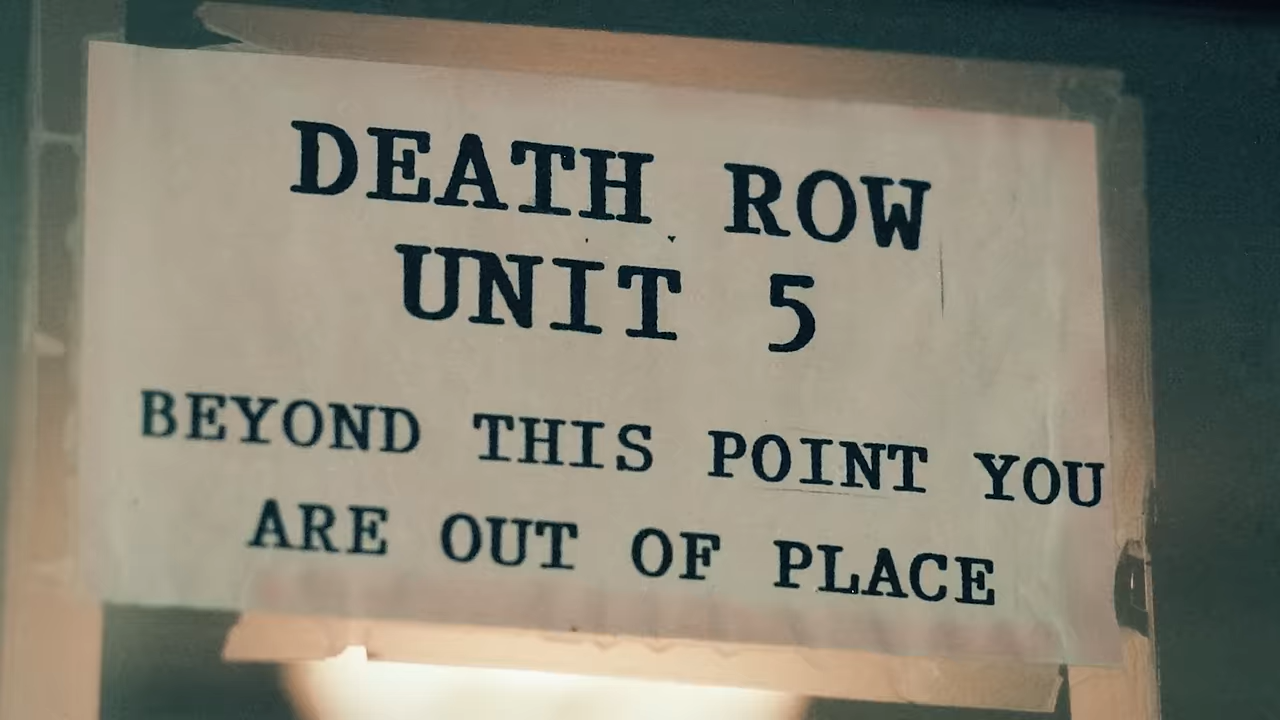 DEATH ROW
UNIT 5
BEYOND THIS POINT YOU
ARE OUT OF PLACE